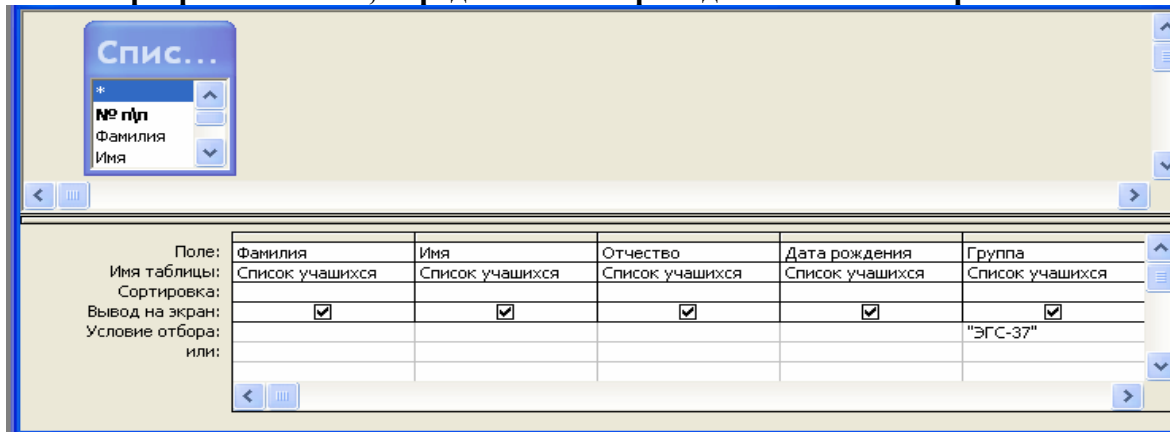 Спис...
*
№ п\п
Фамилия
Имя
Поле: Фамилия Имя Отчество Дата рождения Группа
Имя таблицы: Список учашихся Список учашихся Список учашихся Список учашихся Список учашихся
Сортировка:
Вывод на экран:
Условие отбора: "ЭГС-37"
или: